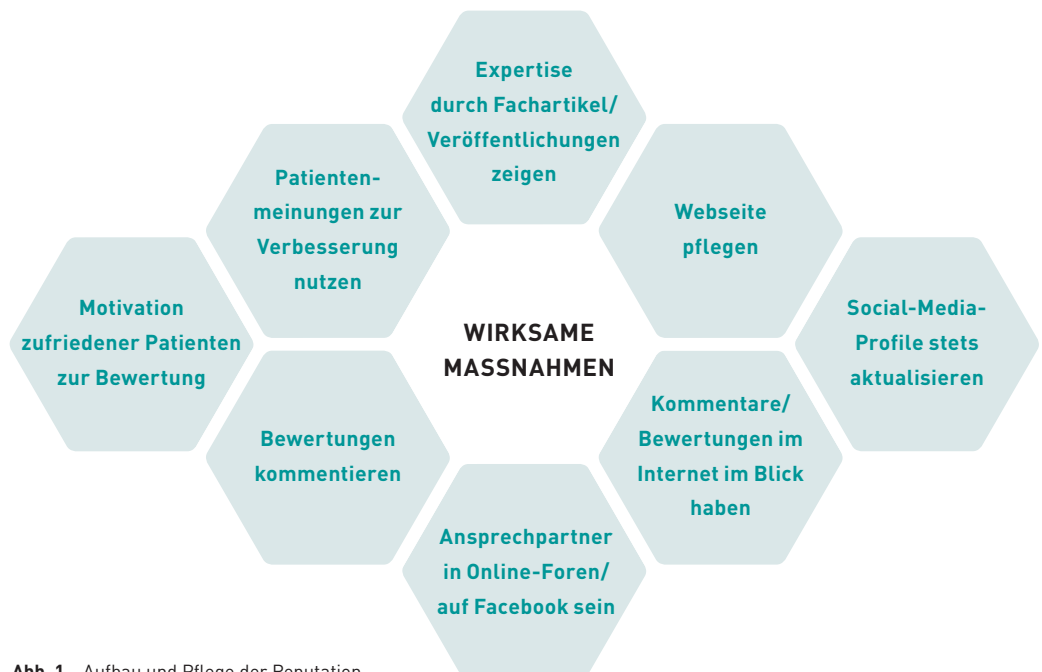 Expertise
durch Fachartikel/
Veröffentlichungen
zeigen
Patienten-
meinungen zur
Verbesserung
nutzen
Webseite
pflegen
Motivation
zufriedener Patienten
zur Bewertung
WIRKSAME
MASSNAHMEN
Social-Media-
Profile stets
aktualisieren
Bewertungen
kommentieren
Kommentare/
Bewertungen im
Internet im Blick
haben
Ansprechpartner
in Online-Foren/
auf Facebook sein
Abb. 1 Aufbau und Pflege der Reputation